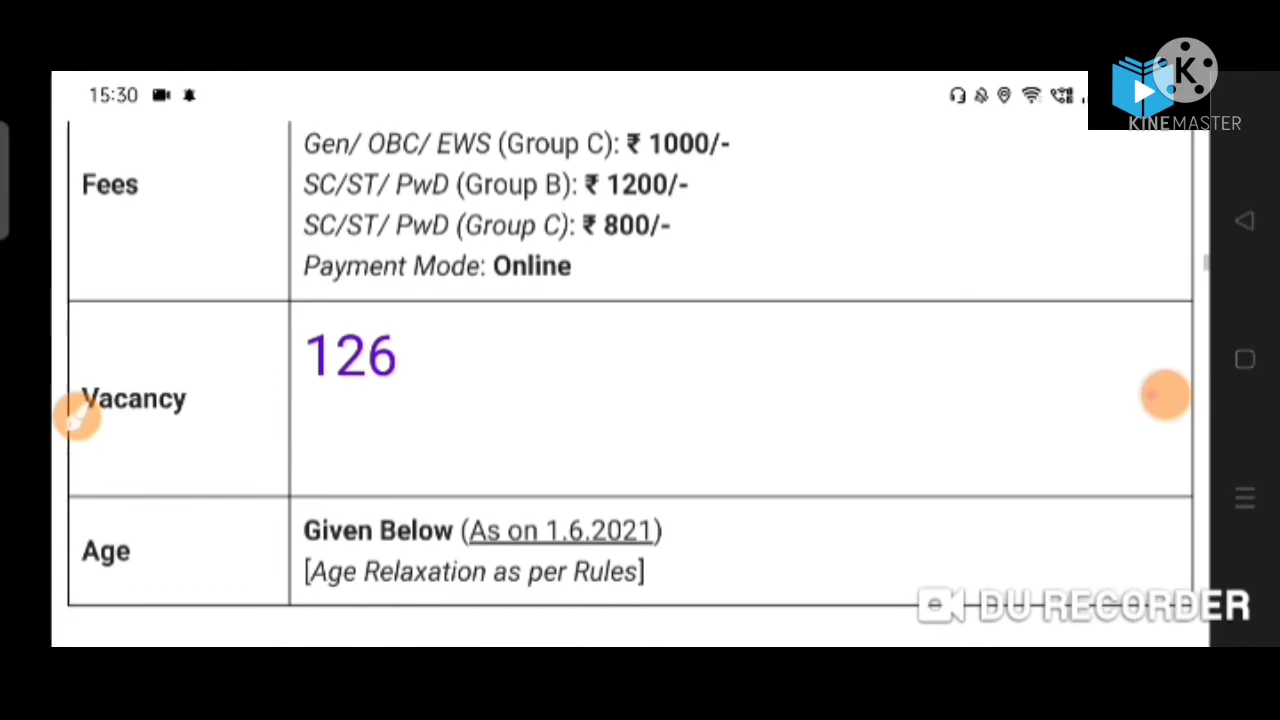 15:30
KINEMASTER
Fees
Gen/ OBC/ EWS (Group C): ₹ 1000/-
SC/ST/ PwD (Group B): ₹ 1200/-
SC/ST/ PwD (Group C): ₹ 800/-
Payment Mode: Online
Vacancy
126
Age
Given Below (As on 1.6.2021)
[Age Relaxation as per Rules]
DU RECORDER